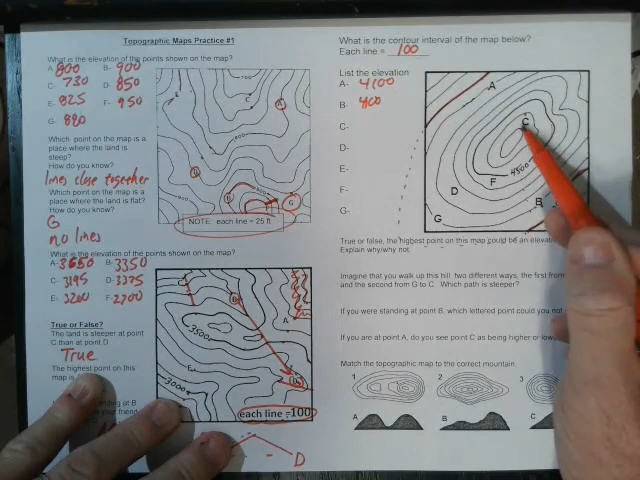 Topographic Maps Practice #1
What is the elevation of the points shown on the map?
A- 800 B- 900
C- 730 D- 850
E- 825 F- 950
G- 880
Which point on the map is a
place where the land is
steep?
How do you know?
lines close together
Which point on the map is a
place where the land is flat?
How do you know?
G
no lines
NOTE: each line = 25 ft
What is the elevation of the points shown on the map?
A- 3650 B- 3350
C- 3195 D- 3375
E- 3200 F- 2700
True or False?
The land is steeper at point
C than at point D
True
The highest point on this
map is
nding at B
your friend
3500
3000
E
A
B
D
each line =100
D
What is the contour interval of the map below?
Each line = 100
List the elevation
A- 4100
B- 400
C-
D-
E-
F-
G-
A
C
F
4500
D
B
G
True or false, the highest point on this map could be an elevat
Explain why/why not.
Imagine that you walk up this hill two different ways, the first from
and the second from G to C. Which path is steeper?
If you were standing at point B, which lettered point could you not
If you are at point A, do you see point C as being higher or low
Match the topographic map to the correct mountain.
1 2 3
A B C